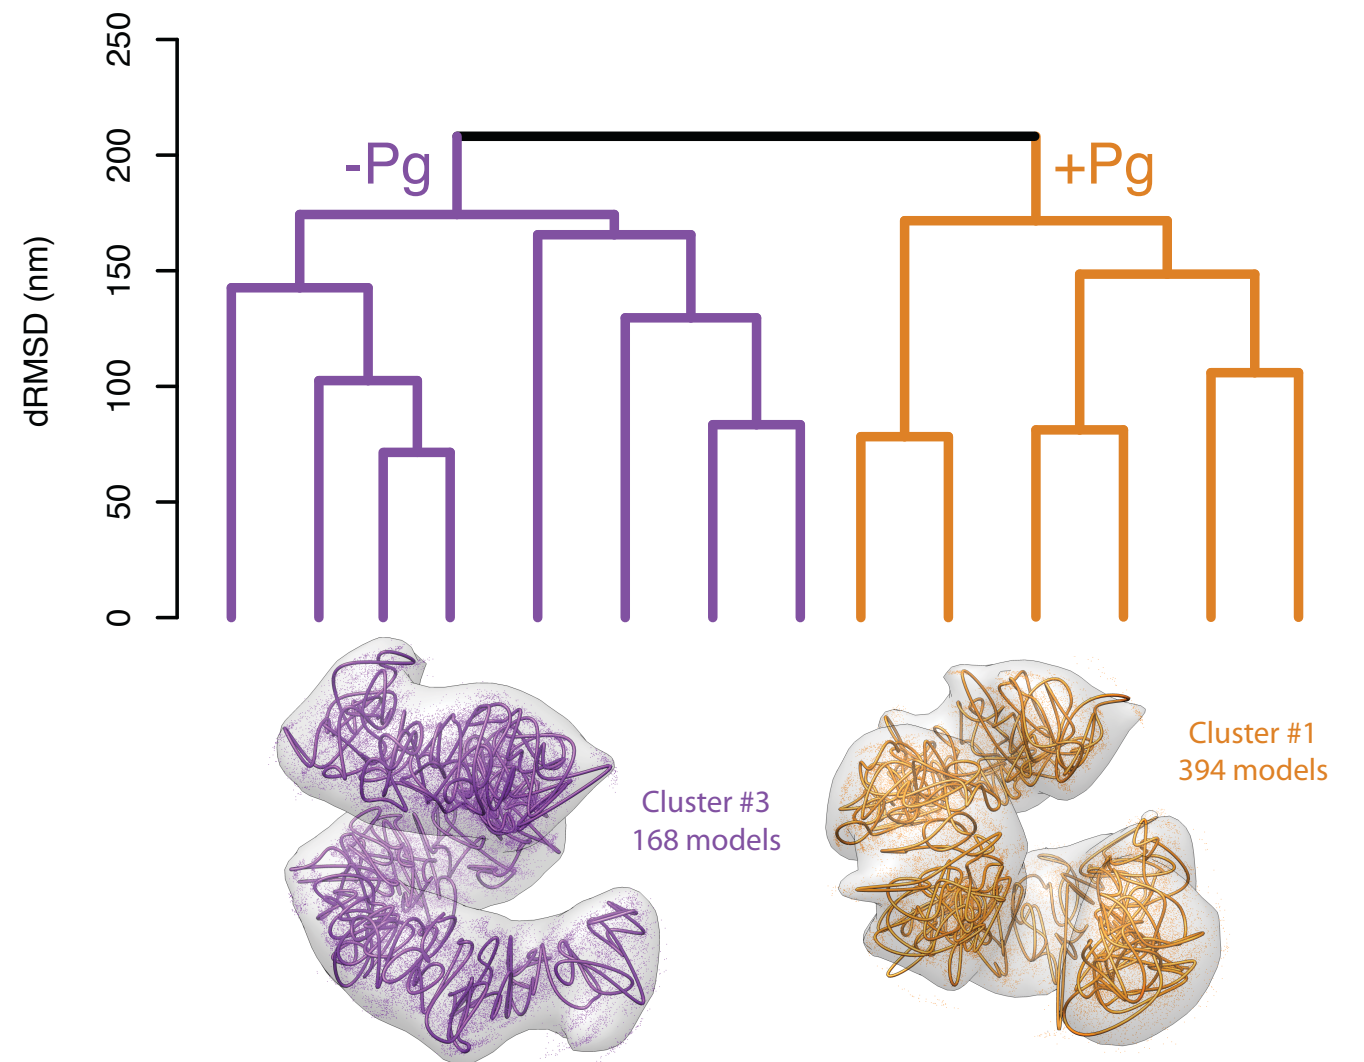 250
200
150
100
50
0
dRMSD (nm)
-Pg
+Pg
Cluster #3
168 models
Cluster #1
394 models